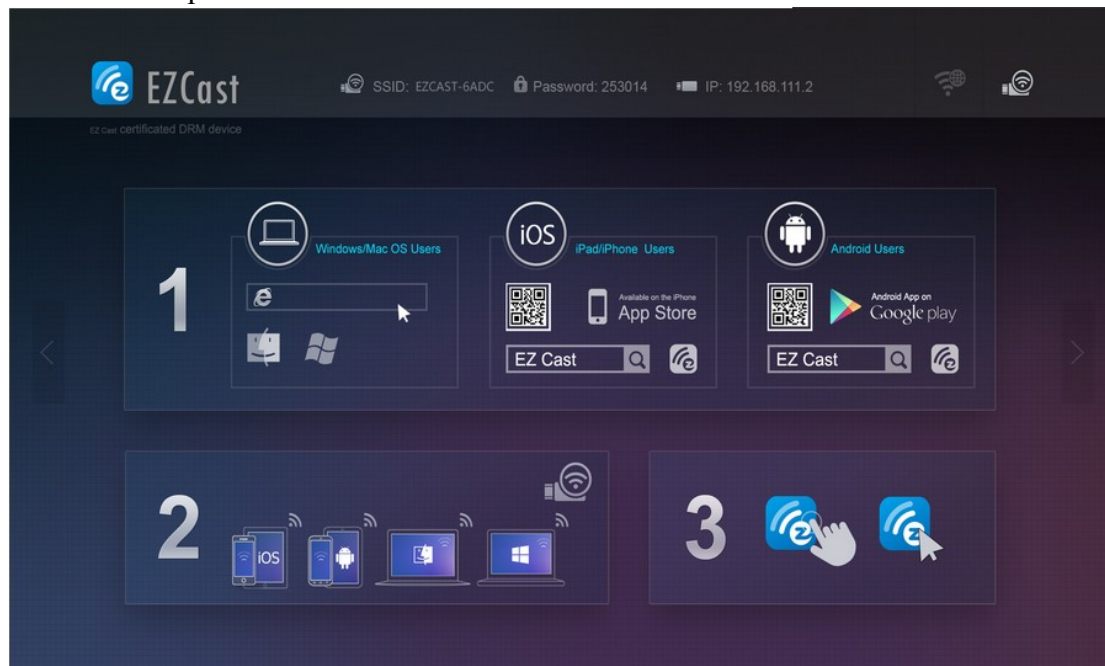 EZCast
SSID: EZCAST-6ADC
Password: 253014
IP: 192.168.111.2
EZ Cast certificated DRM device
1
Windows/Mac OS Users
iOS
iPad/iPhone Users
Available on the iPhone
App Store
EZ Cast
Android Users
Android App on
Google play
EZ Cast
2
iOS
3